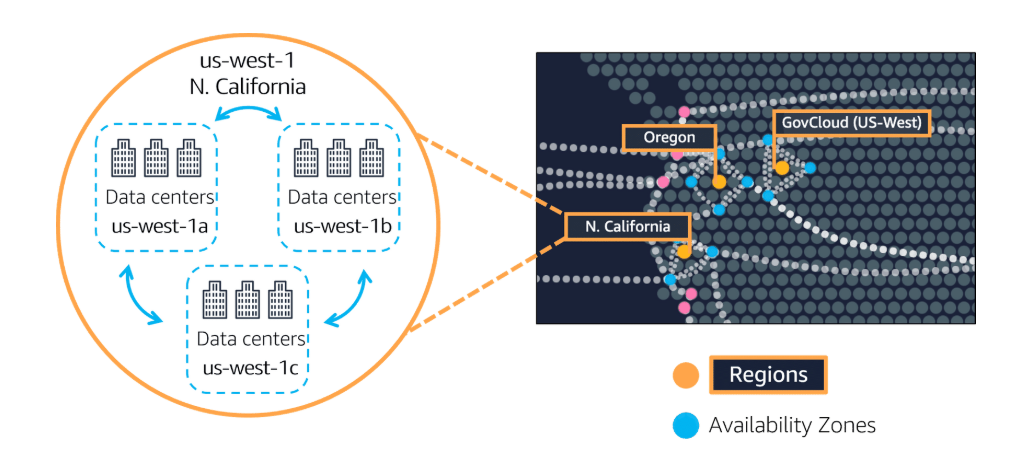 us-west-1
N. California
Data centers
us-west-1a
Data centers
us-west-1b
Data centers
us-west-1c
Oregon
GovCloud (US-West)
N. California
Regions
Availability Zones